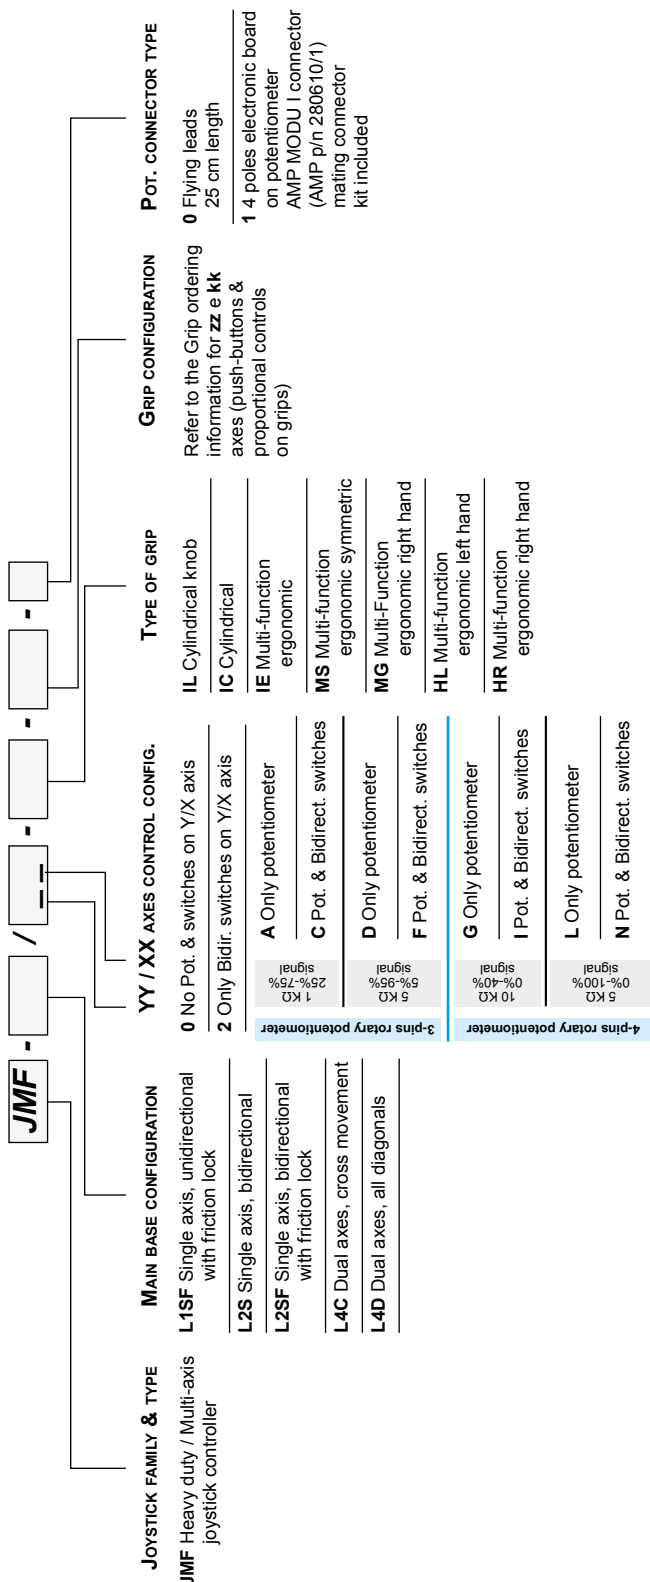 JMF - / _ _ - - -
JOYSTICK FAMILY & TYPE
JMF Heavy duty / Multi-axis
joystick controller
MAIN BASE CONFIGURATION
L1SF Single axis, unidirectional
with friction lock
L2S Single axis, bidirectional
L2SF Single axis, bidirectional
with friction lock
L4C Dual axes, cross movement
L4D Dual axes, all diagonals
YY / XX AXES CONTROL CONFIG.
0 No Pot. & switches on Y/X axis
2 Only Bidir. switches on Y/X axis
3-pins rotary potentiometer
1 KΩ
25%-75%
signal
A Only potentiometer
C Pot. & Bidirect. switches
5 KΩ
5%-95%
signal
D Only potentiometer
F Pot. & Bidirect. switches
4-pins rotary potentiometer
10 KΩ
0%-40%
signal
G Only potentiometer
I Pot. & Bidirect. switches
5 KΩ
0%-100%
signal
L Only potentiometer
N Pot. & Bidirect. switches
TYPE OF GRIP
IL Cylindrical knob
IC Cylindrical
IE Multi-function
ergonomic
MS Multi-function
ergonomic symmetric
MG Multi-Function
ergonomic right hand
HL Multi-function
ergonomic left hand
HR Multi-function
ergonomic right hand
GRIP CONFIGURATION
Refer to the Grip ordering
information for zz e kk
axes (push-buttons &
proportional controls
on grips)
POT. CONNECTOR TYPE
0 Flying leads
25 cm length
1 4 poles electronic board
on potentiometer
AMP MODU I connector
(AMP p/n 280610/1)
mating connector
kit included